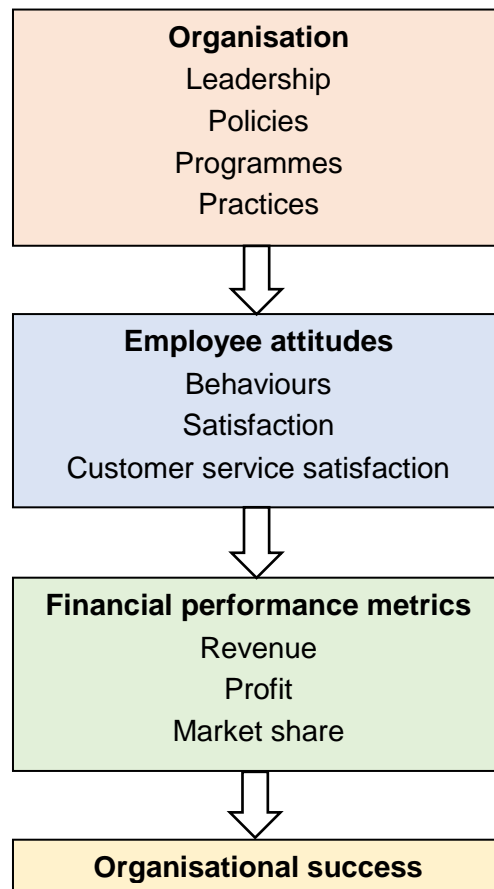 Organisation
Leadership
Policies
Programmes
Practices
Employee attitudes
Behaviours
Satisfaction
Customer service satisfaction
Financial performance metrics
Revenue
Profit
Market share
Organisational success